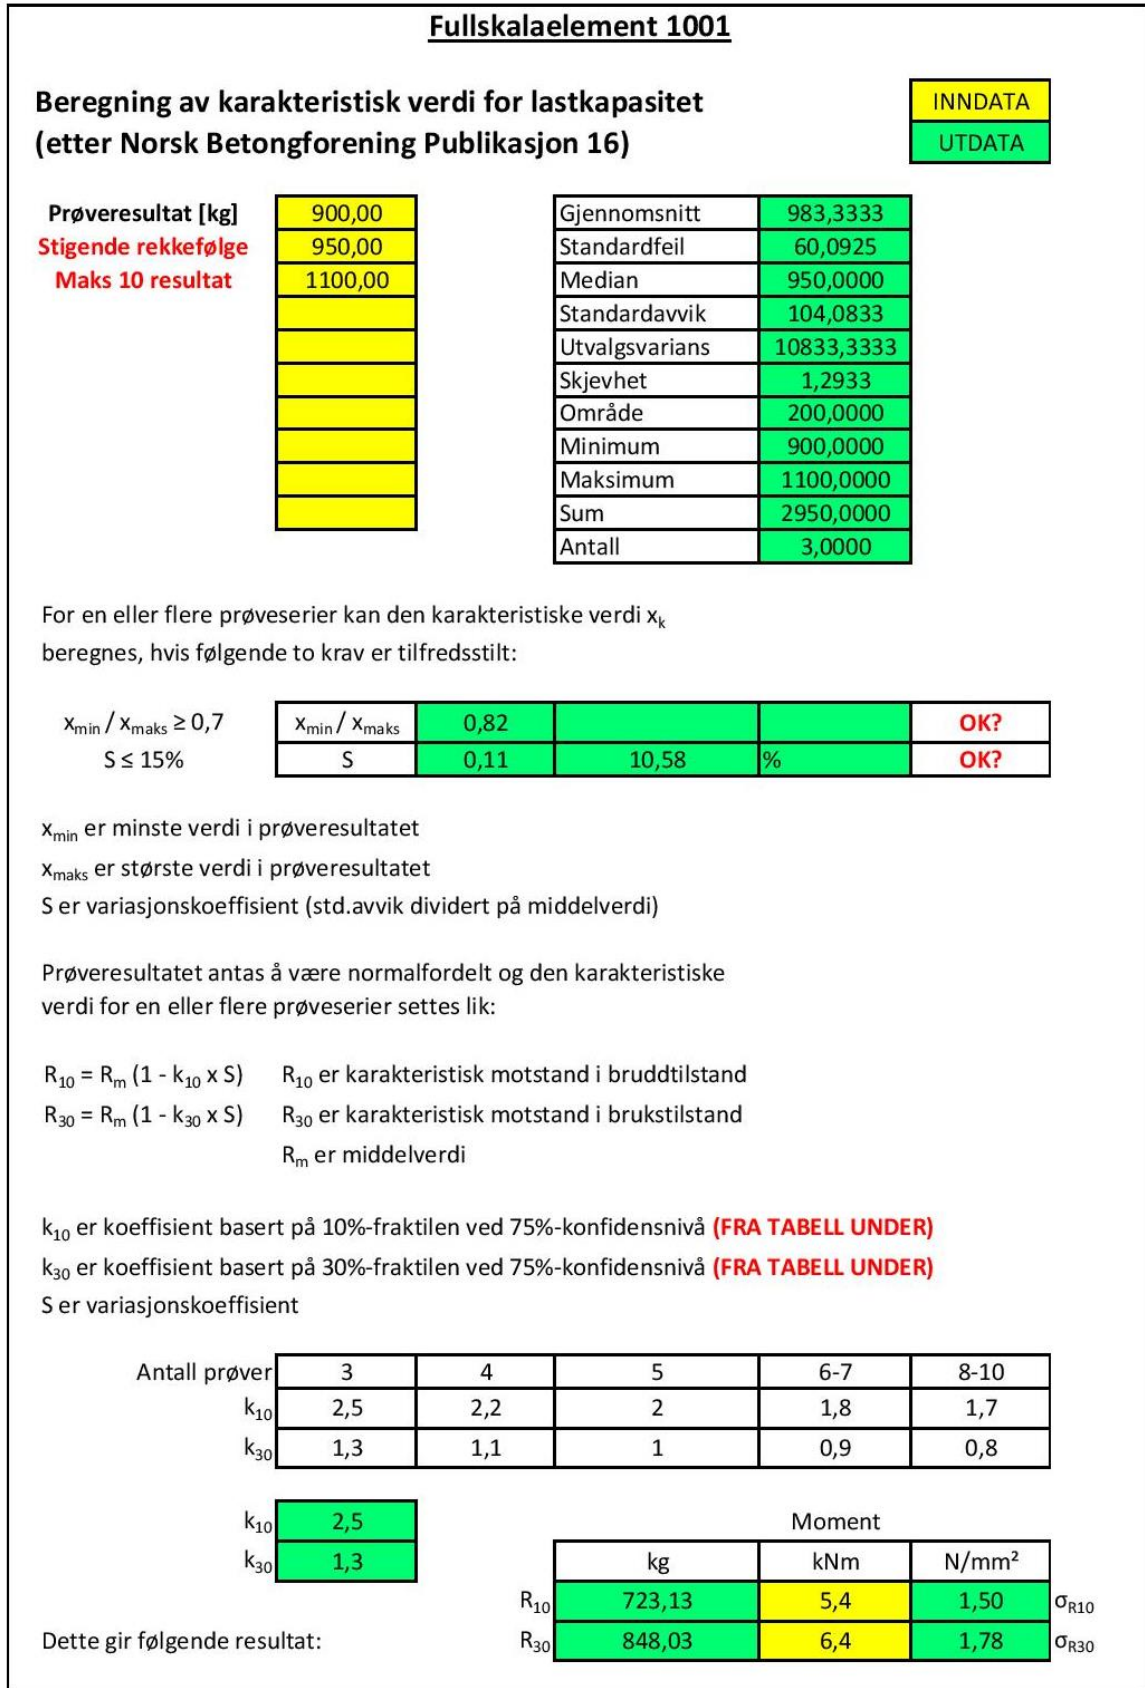 Fullskalaelement 1001
Beregning av karakteristisk verdi for lastkapasitet
(etter Norsk Betongforening Publikasjon 16)
INNDATA
UTDATA
Prøveresultat [kg] 900,00 Gjennomsnitt 983,3333
Stigende rekkefølge 950,00 Standardfeil 60,0925
Maks 10 resultat 1100,00 Median 950,0000
Standardavvik 104,0833
Utvalgsvarians 10833,3333
Skjevhet 1,2933
Område 200,0000
Minimum 900,0000
Maksimum 1100,0000
Sum 2950,0000
Antall 3,0000
For en eller flere prøveserier kan den karakteristiske verdi xk
beregnes, hvis følgende to krav er tilfredsstilt:
xmin / xmaks ≥ 0,7 xmin / xmaks 0,82 OK?
S ≤ 15% S 0,11 10,58 % OK?
xmin er minste verdi i prøveresultatet
xmaks er største verdi i prøveresultatet
S er variasjonskoeffisient (std.avvik dividert på middelverdi)
Prøveresultatet antas å være normalfordelt og den karakteristiske
verdi for en eller flere prøveserier settes lik:
R10 = Rm (1 - k10 x S) R10 er karakteristisk motstand i bruddtilstand
R30 = Rm (1 - k30 x S) R30 er karakteristisk motstand i brukstilstand
Rm er middelverdi
k10 er koeffisient basert på 10%-fraktilen ved 75%-konfidensnivå (FRA TABELL UNDER)
k30 er koeffisient basert på 30%-fraktilen ved 75%-konfidensnivå (FRA TABELL UNDER)
S er variasjonskoeffisient
Antall prøver 3 4 5 6-7 8-10
k10 2,5 2,2 2 1,8 1,7
k30 1,3 1,1 1 0,9 0,8
k10 2,5 Moment
k30 1,3 kg kNm N/mm²
R10 723,13 5,4 1,50 σR10
Dette gir følgende resultat: R30 848,03 6,4 1,78 σR30